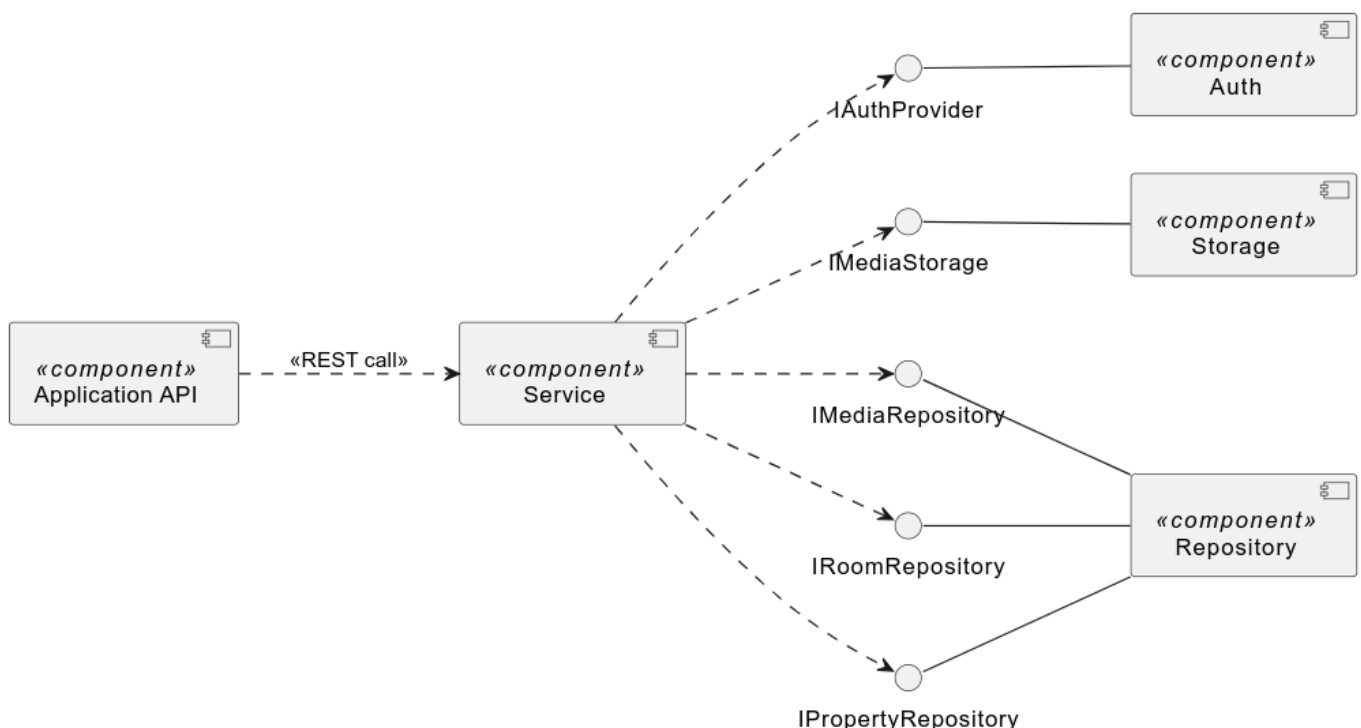 «component»
Auth
IAuthProvider
«component»
Storage
IMediaStorage
«component»
Application API
«REST call»
«component»
Service
IMediaRepository
«component»
Repository
IRoomRepository
IPropertyRepository